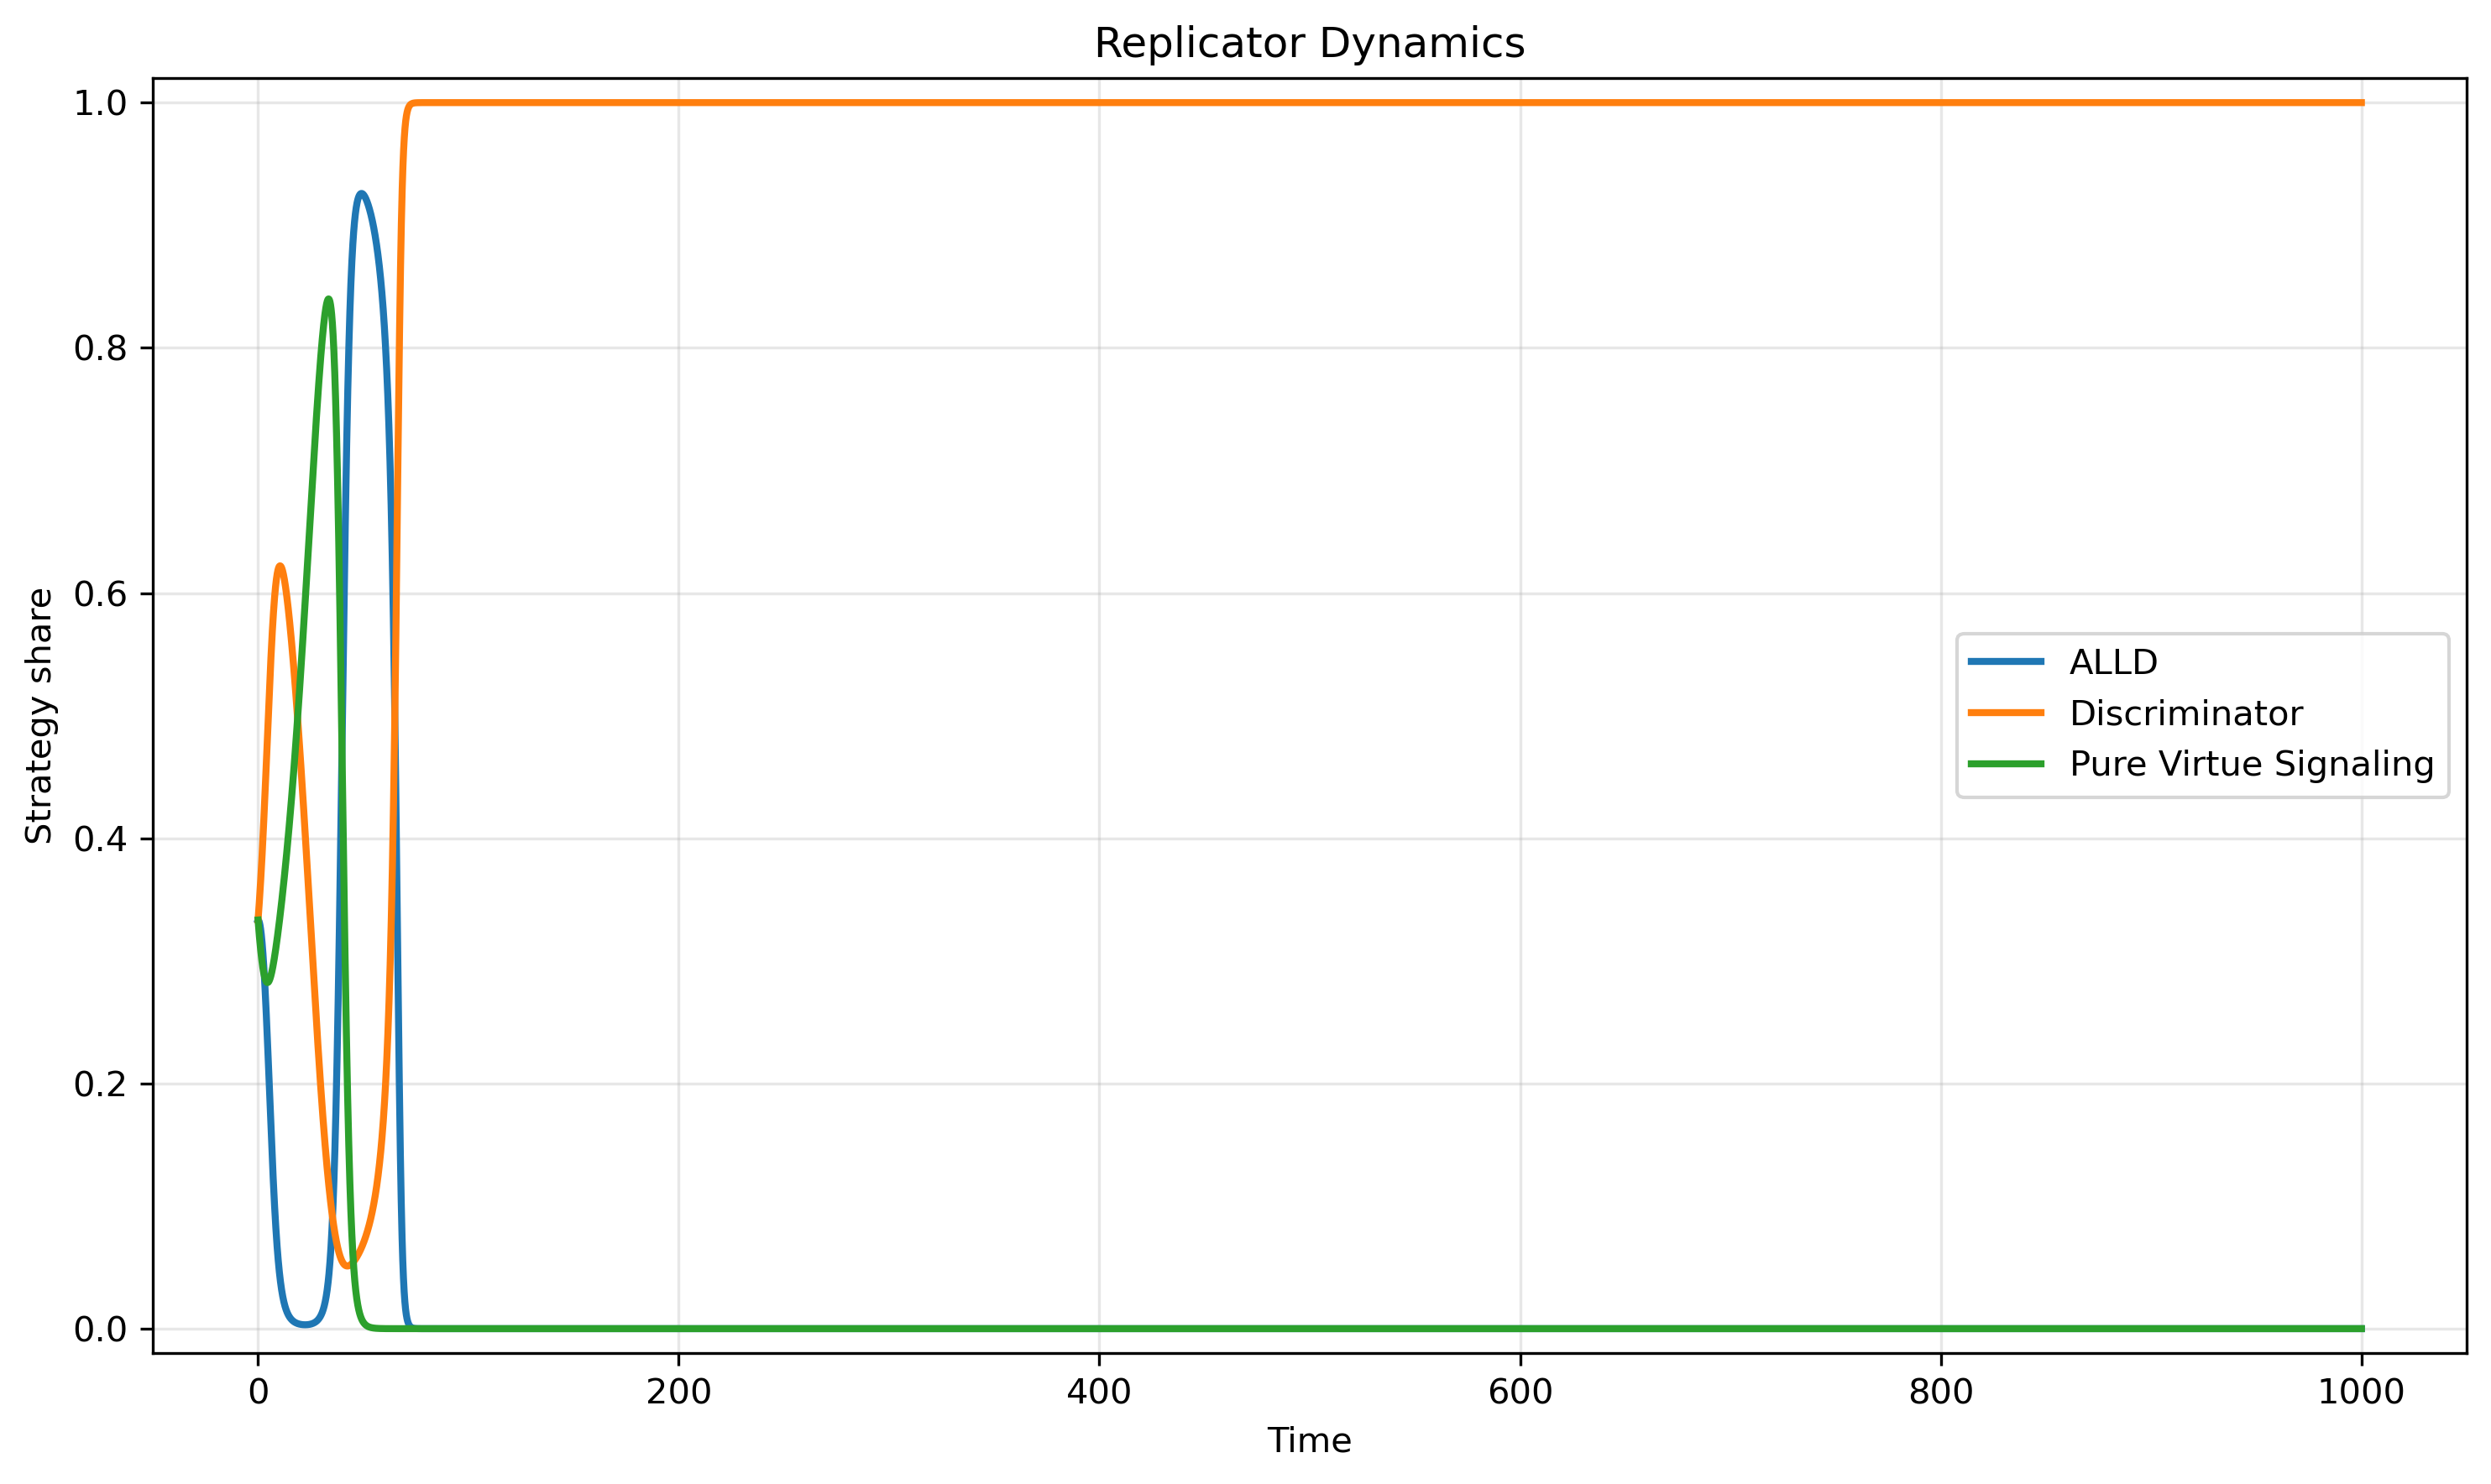 Replicator Dynamics
Strategy share
1.0
0.8
0.6
0.4
0.2
0.0
ALLD
Discriminator
Pure Virtue Signaling
0 200 400 600 800 1000
Time